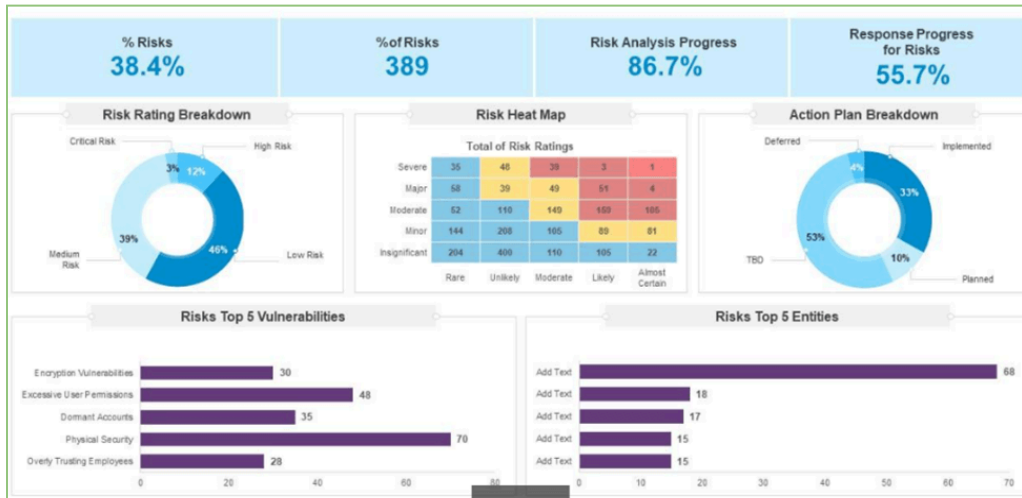 % Risks
38.4%
% of Risks
389
Risk Analysis Progress
86.7%
Response Progress
for Risks
55.7%
Risk Rating Breakdown
Critical Risk
High Risk
3%
12%
39%
46%
Medium
Risk
Low Risk
Risk Heat Map
Total of Risk Ratings
Severe 35 48 38 3 1
Major 58 39 49 51 4
Moderate 52 110 149 159 105
Minor 144 208 105 89 81
Insignificant 204 400 110 105 22
Rare Unlikely Moderate Likely Almost
Certain
Action Plan Breakdown
Deferred
Implemented
4%
33%
53%
10%
TBD
Planned
Risks Top 5 Vulnerabilities
Encryption Vulnerabilities 30
Excessive User Permissions 48
Dormant Accounts 35
Physical Security 70
Overly Trusting Employees 28
0 20 40 60 80
Risks Top 5 Entities
Add Text 68
Add Text 18
Add Text 17
Add Text 15
Add Text 15
0 10 20 30 40 50 60 70